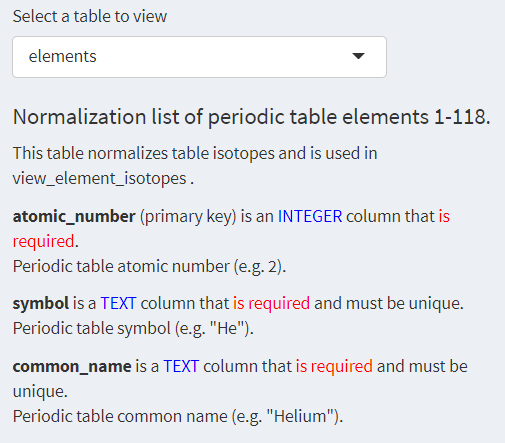 Select a table to view
elements
Normalization list of periodic table elements 1-118.
This table normalizes table isotopes and is used in
view_element_isotopes .
atomic_number (primary key) is an INTEGER column that is
required.
Periodic table atomic number (e.g. 2).
symbol is a TEXT column that is required and must be unique.
Periodic table symbol (e.g. "He").
common_name is a TEXT column that is required and must be
unique.
Periodic table common name (e.g. "Helium").